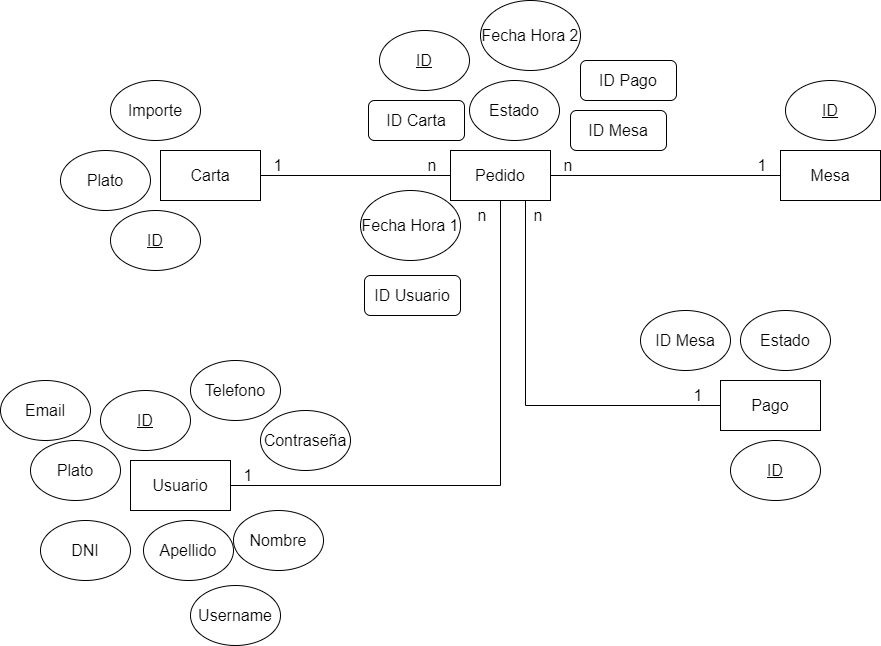 Fecha Hora 2
ID
ID Pago
Importe
ID Carta
Estado
ID Mesa
ID
Plato
Carta
1
n
Pedido
n
1
Mesa
ID
Fecha Hora 1
n
n
ID Usuario
ID Mesa
Estado
Telefono
Email
ID
1
Pago
Contraseña
Plato
Usuario
1
ID
DNI
Apellido
Nombre
Username